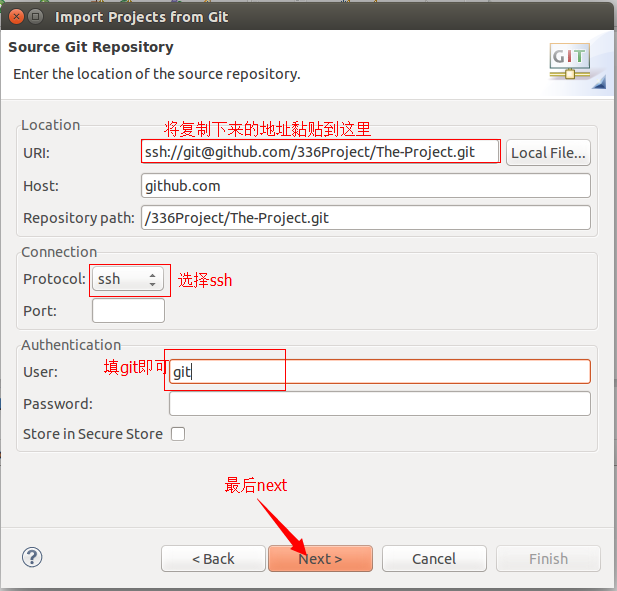 Import Projects from Git
Source Git Repository
Enter the location of the source repository.
GIT
Location
将复制下来的地址黏贴到这里
URI:
ssh://git@github.com/336Project/The-Project.git
Local File...
Host:
github.com
Repository path:
/336Project/The-Project.git
Connection
Protocol:
ssh
选择ssh
Port:
Authentication
填git即可
User:
git
Password:
Store in Secure Store
最后next
?
< Back
Next >
Cancel
Finish